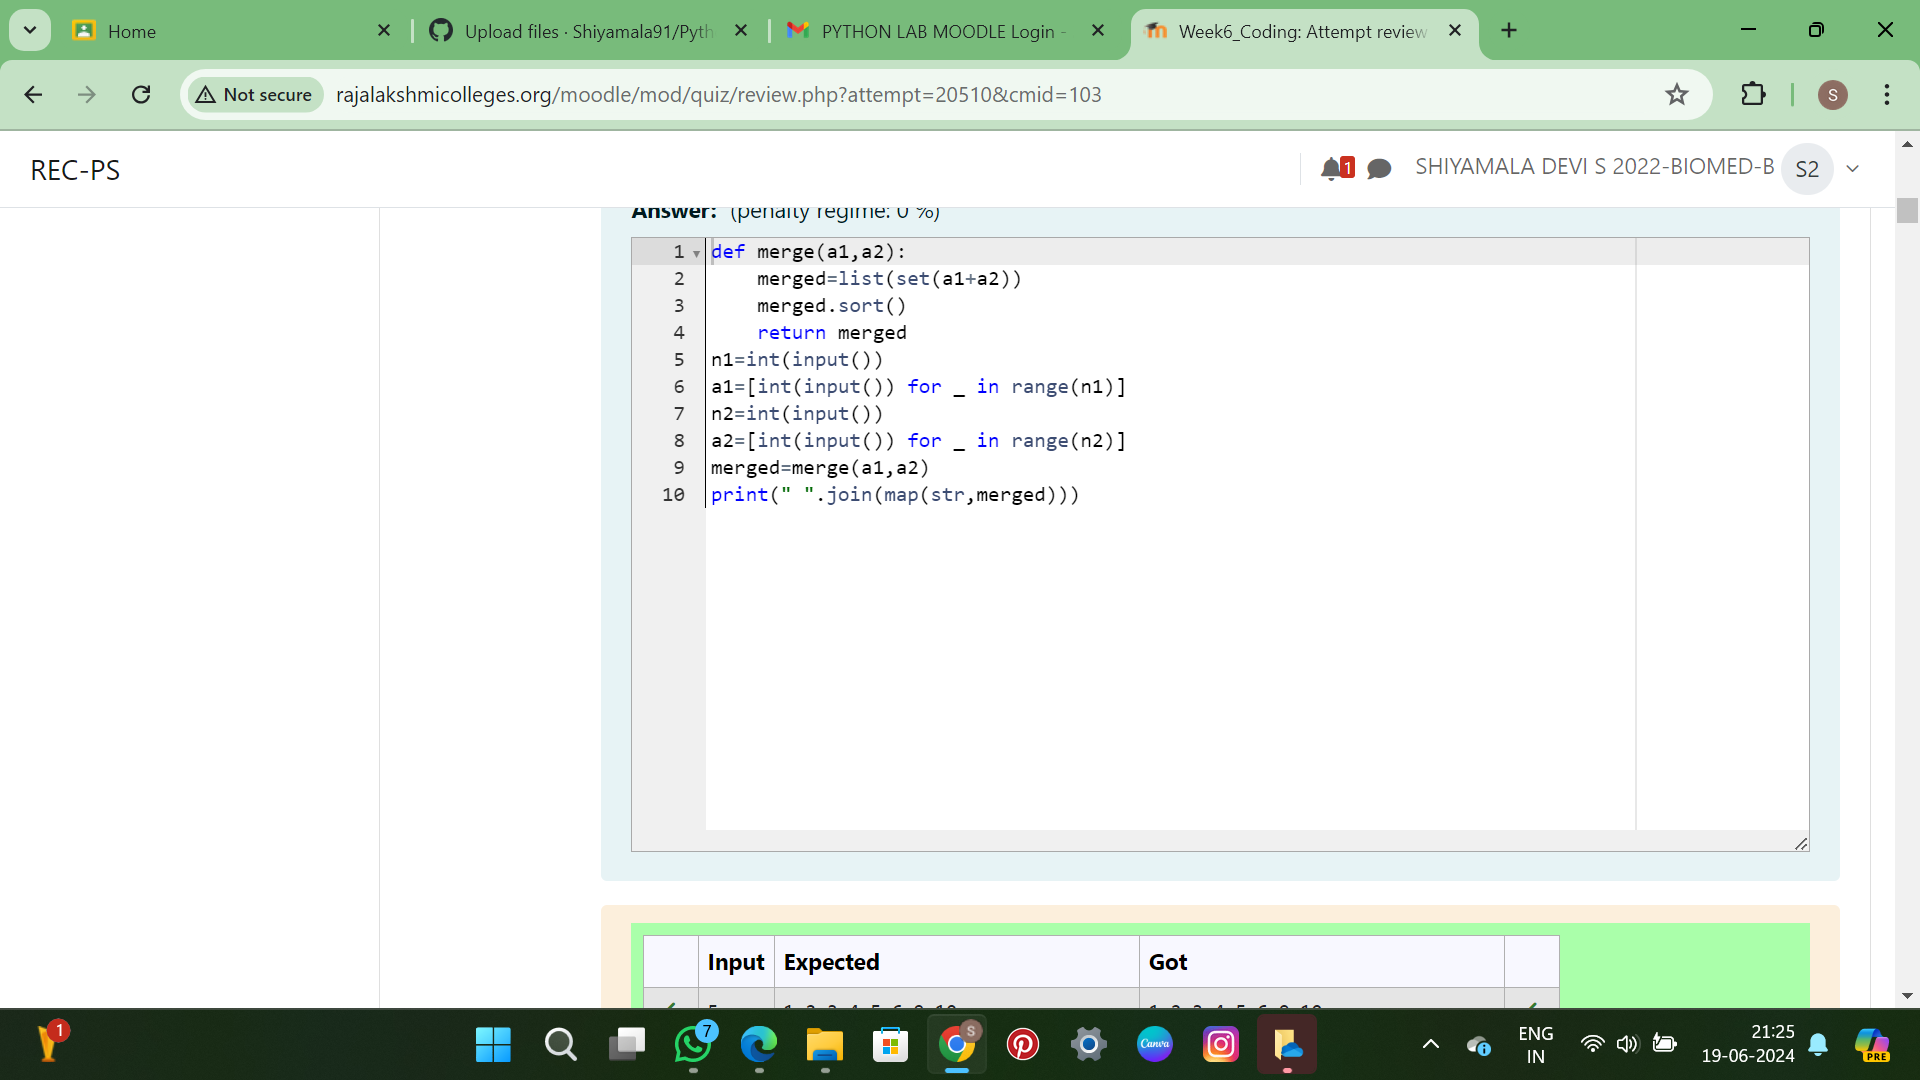 Home
Upload files · Shiyamala91/Pyth
PYTHON LAB MOODLE Login -
Week6_Coding: Attempt review
Not secure
rajalakshmicolleges.org/moodle/mod/quiz/review.php?attempt=20510&cmid=103
S
REC-PS
1
SHIYAMALA DEVI S 2022-BIOMED-B
S2
Answer: (penalty regime: 0 %)
1 def merge(a1,a2):
2     merged=list(set(a1+a2))
3     merged.sort()
4     return merged
5 n1=int(input())
6 a1=[int(input()) for _ in range(n1)]
7 n2=int(input())
8 a2=[int(input()) for _ in range(n2)]
9 merged=merge(a1,a2)
10 print(" ".join(map(str,merged)))
Input Expected Got
1
7
S
Canva
ENG
IN
21:25
19-06-2024
PRE